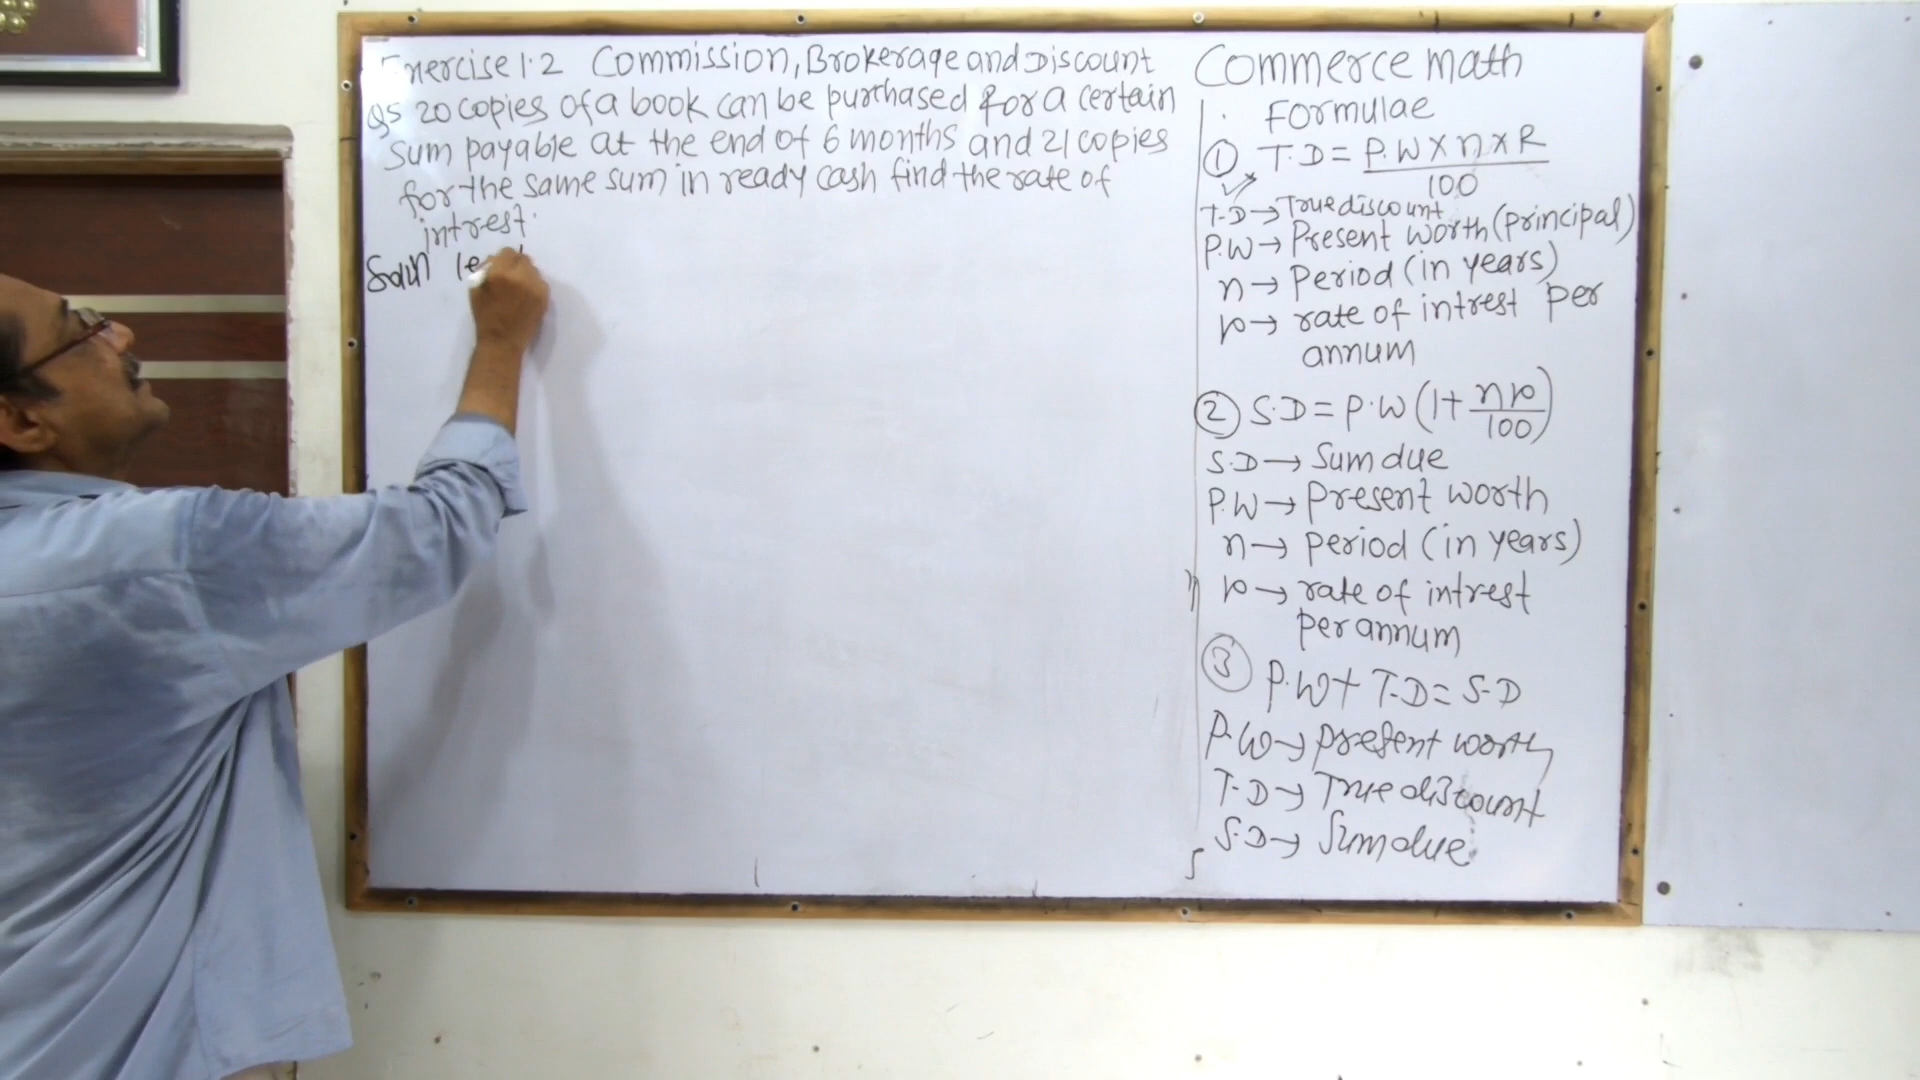 Exercise 1.2 Commission, Brokerage and Discount
Q5 20 copies of a book can be purchased for a certain
sum payable at the end of 6 months and 21 copies
for the same sum in ready cash find the rate of
intrest.
Soln let
Commerce math
Formulae
① T.D = P.W x n x R
100
T.D → True discount
P.W → Present worth (principal)
n → Period (in years)
r → rate of intrest per
annum
② S.D = P.W (1 + nr
100)
S.D → Sum due
P.W → present worth
n → period (in years)
r → rate of intrest
per annum
③ P.W + T.D = S.D
P.W → present worth
T.D → True discount
S.D → Sum due